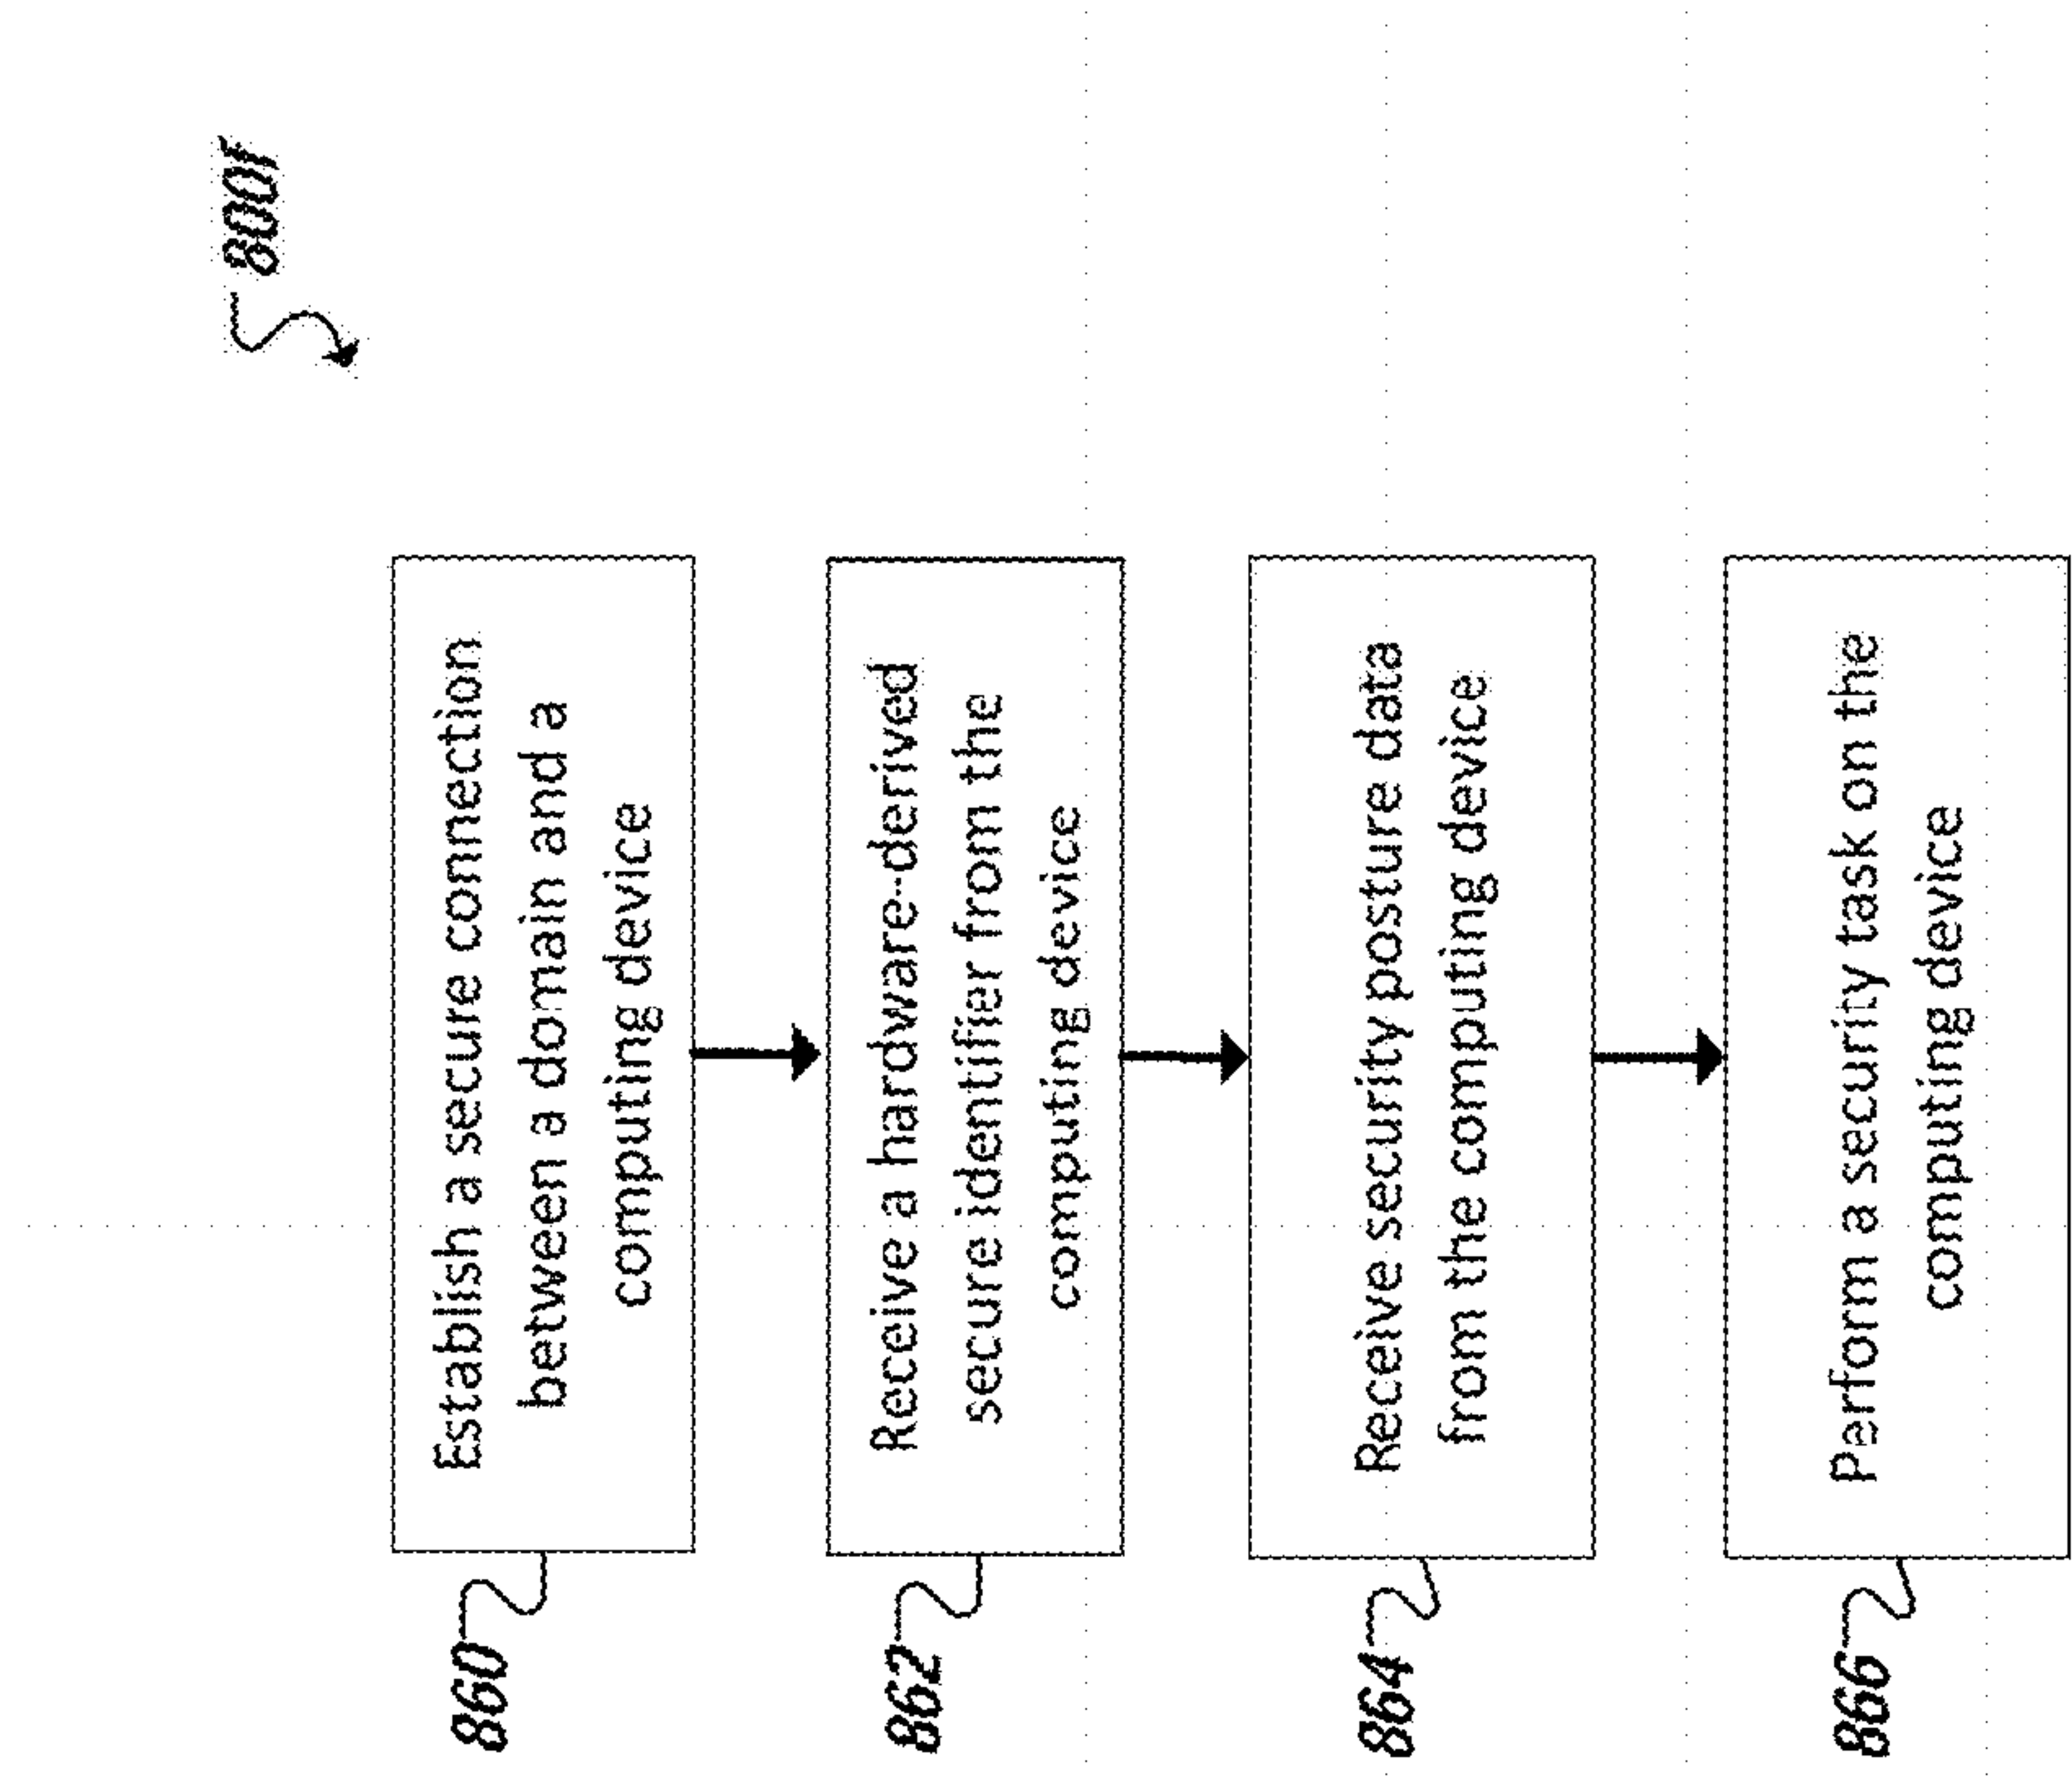 800f
860
Establish a secure connection
between a domain and a
computing device
862
Receive a hardware-derived
secure identifier from the
computing device
864
Receive security posture data
from the computing device
866
Perform a security task on the
computing device